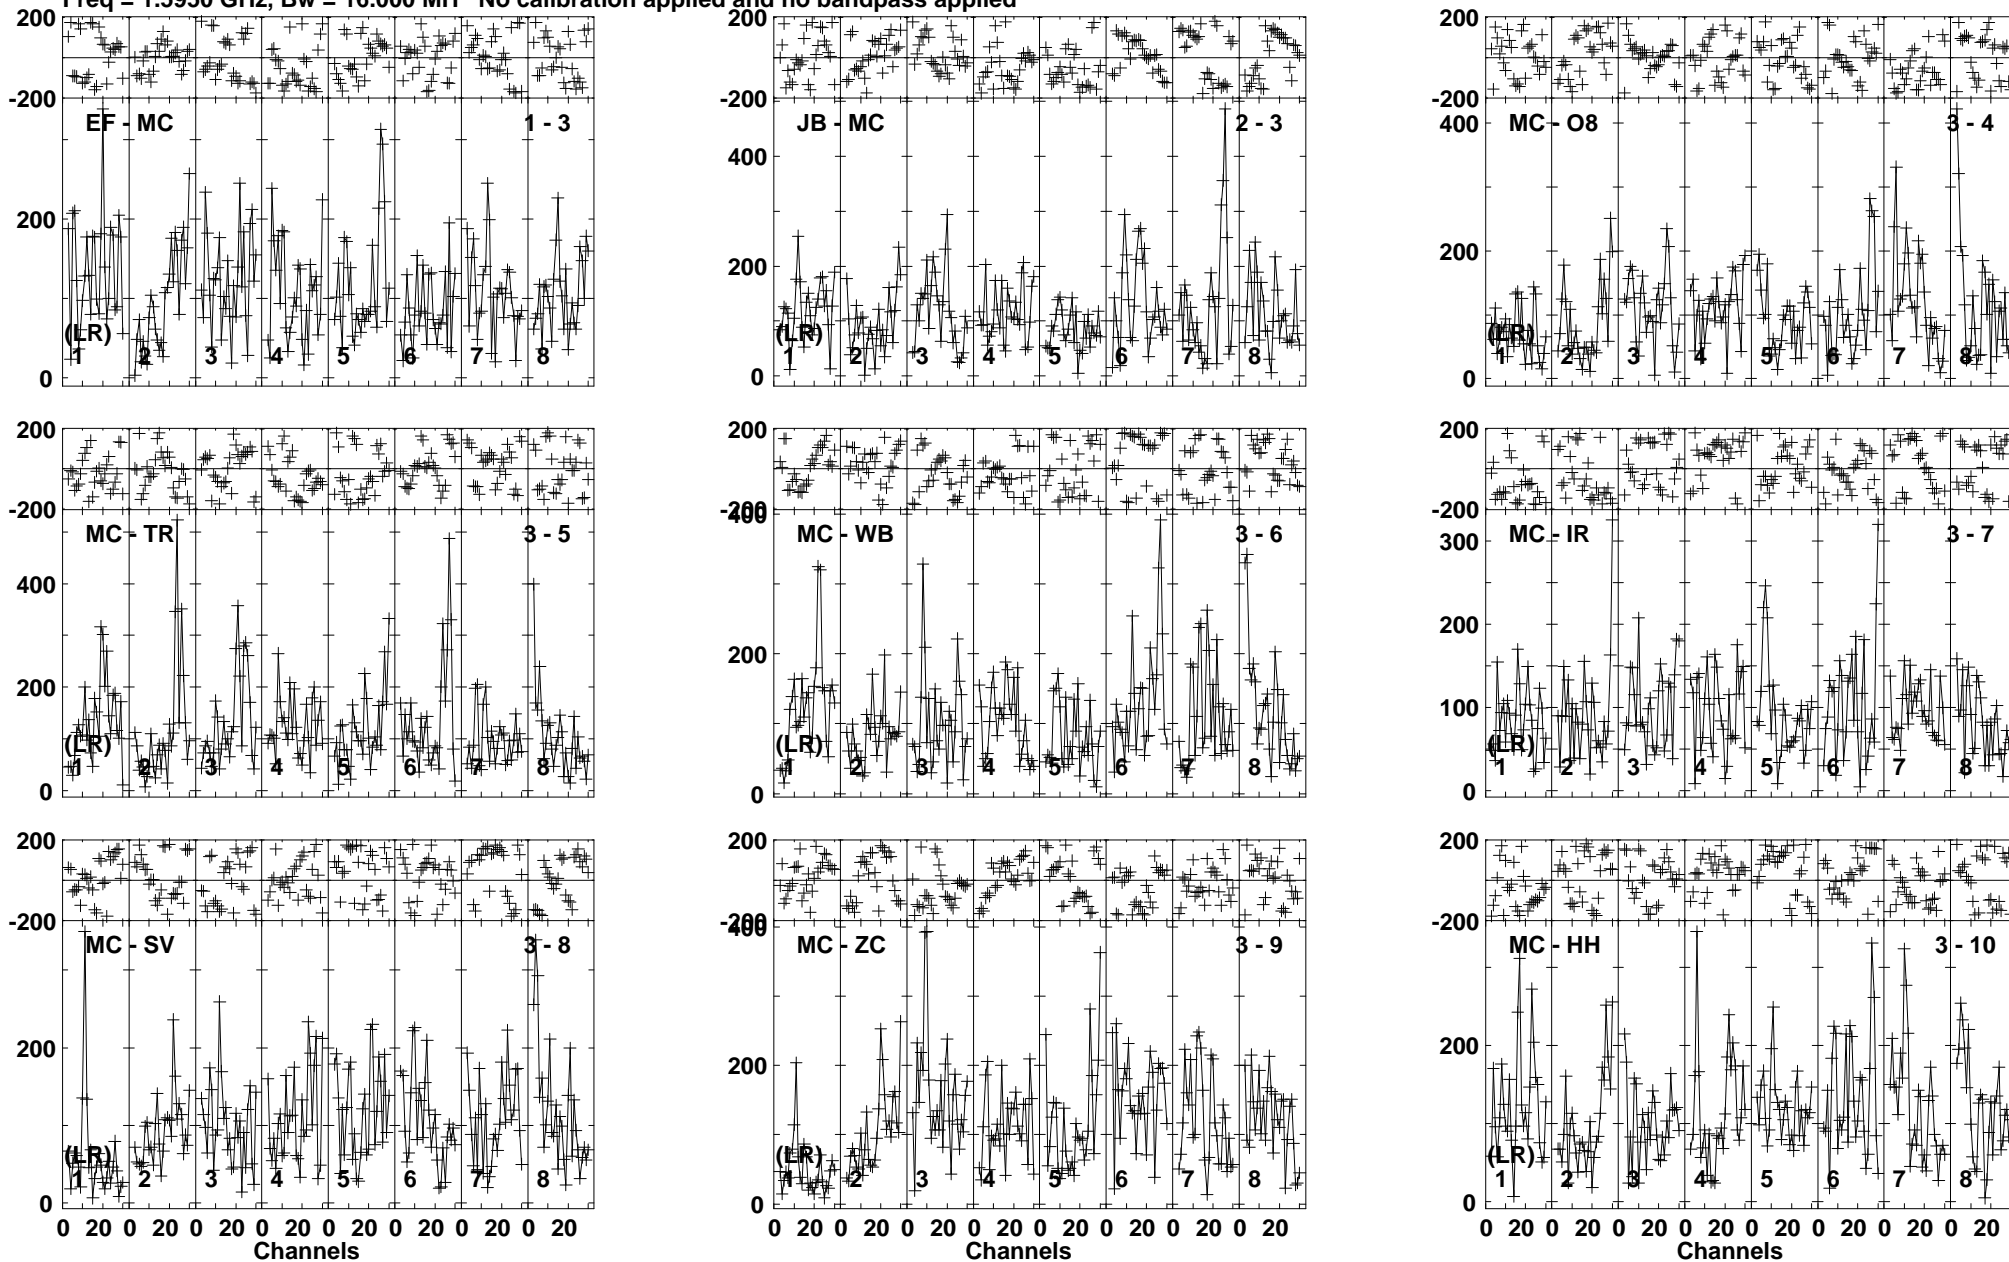 Freq = 1.5950 GHz, Bw = 16.000 MH No calibration applied and no bandpass applied
200 200 200
-200 -200 -200
EF - MC 1 - 3 JB - MC 2 - 3 MC - O8 3 - 4
400 400
200 200 200
(LR) (LR) (LR)
1 2 3 4 5 6 7 8 1 2 3 4 5 6 7 8 1 2 3 4 5 6 7 8
0 0 0
200 200 200
-200 -200 -200
400
MC - TR 3 - 5 MC - WB 3 - 6 MC - IR 3 - 7
400 300
200 200 200
100
(LR) (LR) (LR)
1 2 3 4 5 6 7 8 1 2 3 4 5 6 7 8 1 2 3 4 5 6 7 8
0 0 0
200 200 200
-200 -200 -200
400
MC - SV 3 - 8 MC - ZC 3 - 9 MC - HH 3 - 10
200 200 200
(LR) (LR) (LR)
1 2 3 4 5 6 7 8 1 2 3 4 5 6 7 8 1 2 3 4 5 6 7 8
0 0 0
0 20 0 20 0 20 0 20 0 20 0 20 0 20 0 20 0 20 0 20 0 20 0 20 0 20 0 20 0 20 0 20 0 20 0 20 0 20 0 20 0 20 0 20 0 20 0 20
Channels Channels Channels